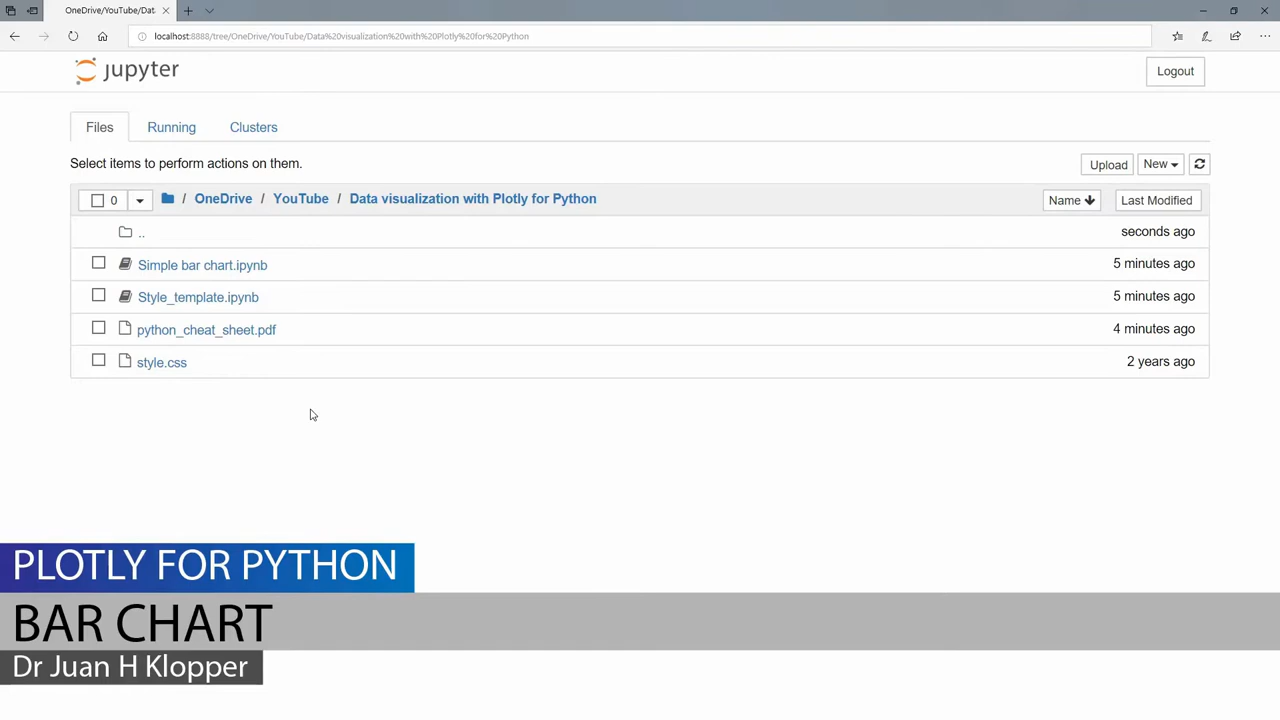 OneDrive/YouTube/Dat
localhost:8888/tree/OneDrive/YouTube/Data%20visualization%20with%20Plotly%20for%20Python
jupyter
Logout
Files Running Clusters
Select items to perform actions on them.
Upload New
0 / OneDrive / YouTube / Data visualization with Plotly for Python Name Last Modified
.. seconds ago
Simple bar chart.ipynb 5 minutes ago
Style_template.ipynb 5 minutes ago
python_cheat_sheet.pdf 4 minutes ago
style.css 2 years ago
PLOTLY FOR PYTHON
BAR CHART
Dr Juan H Klopper